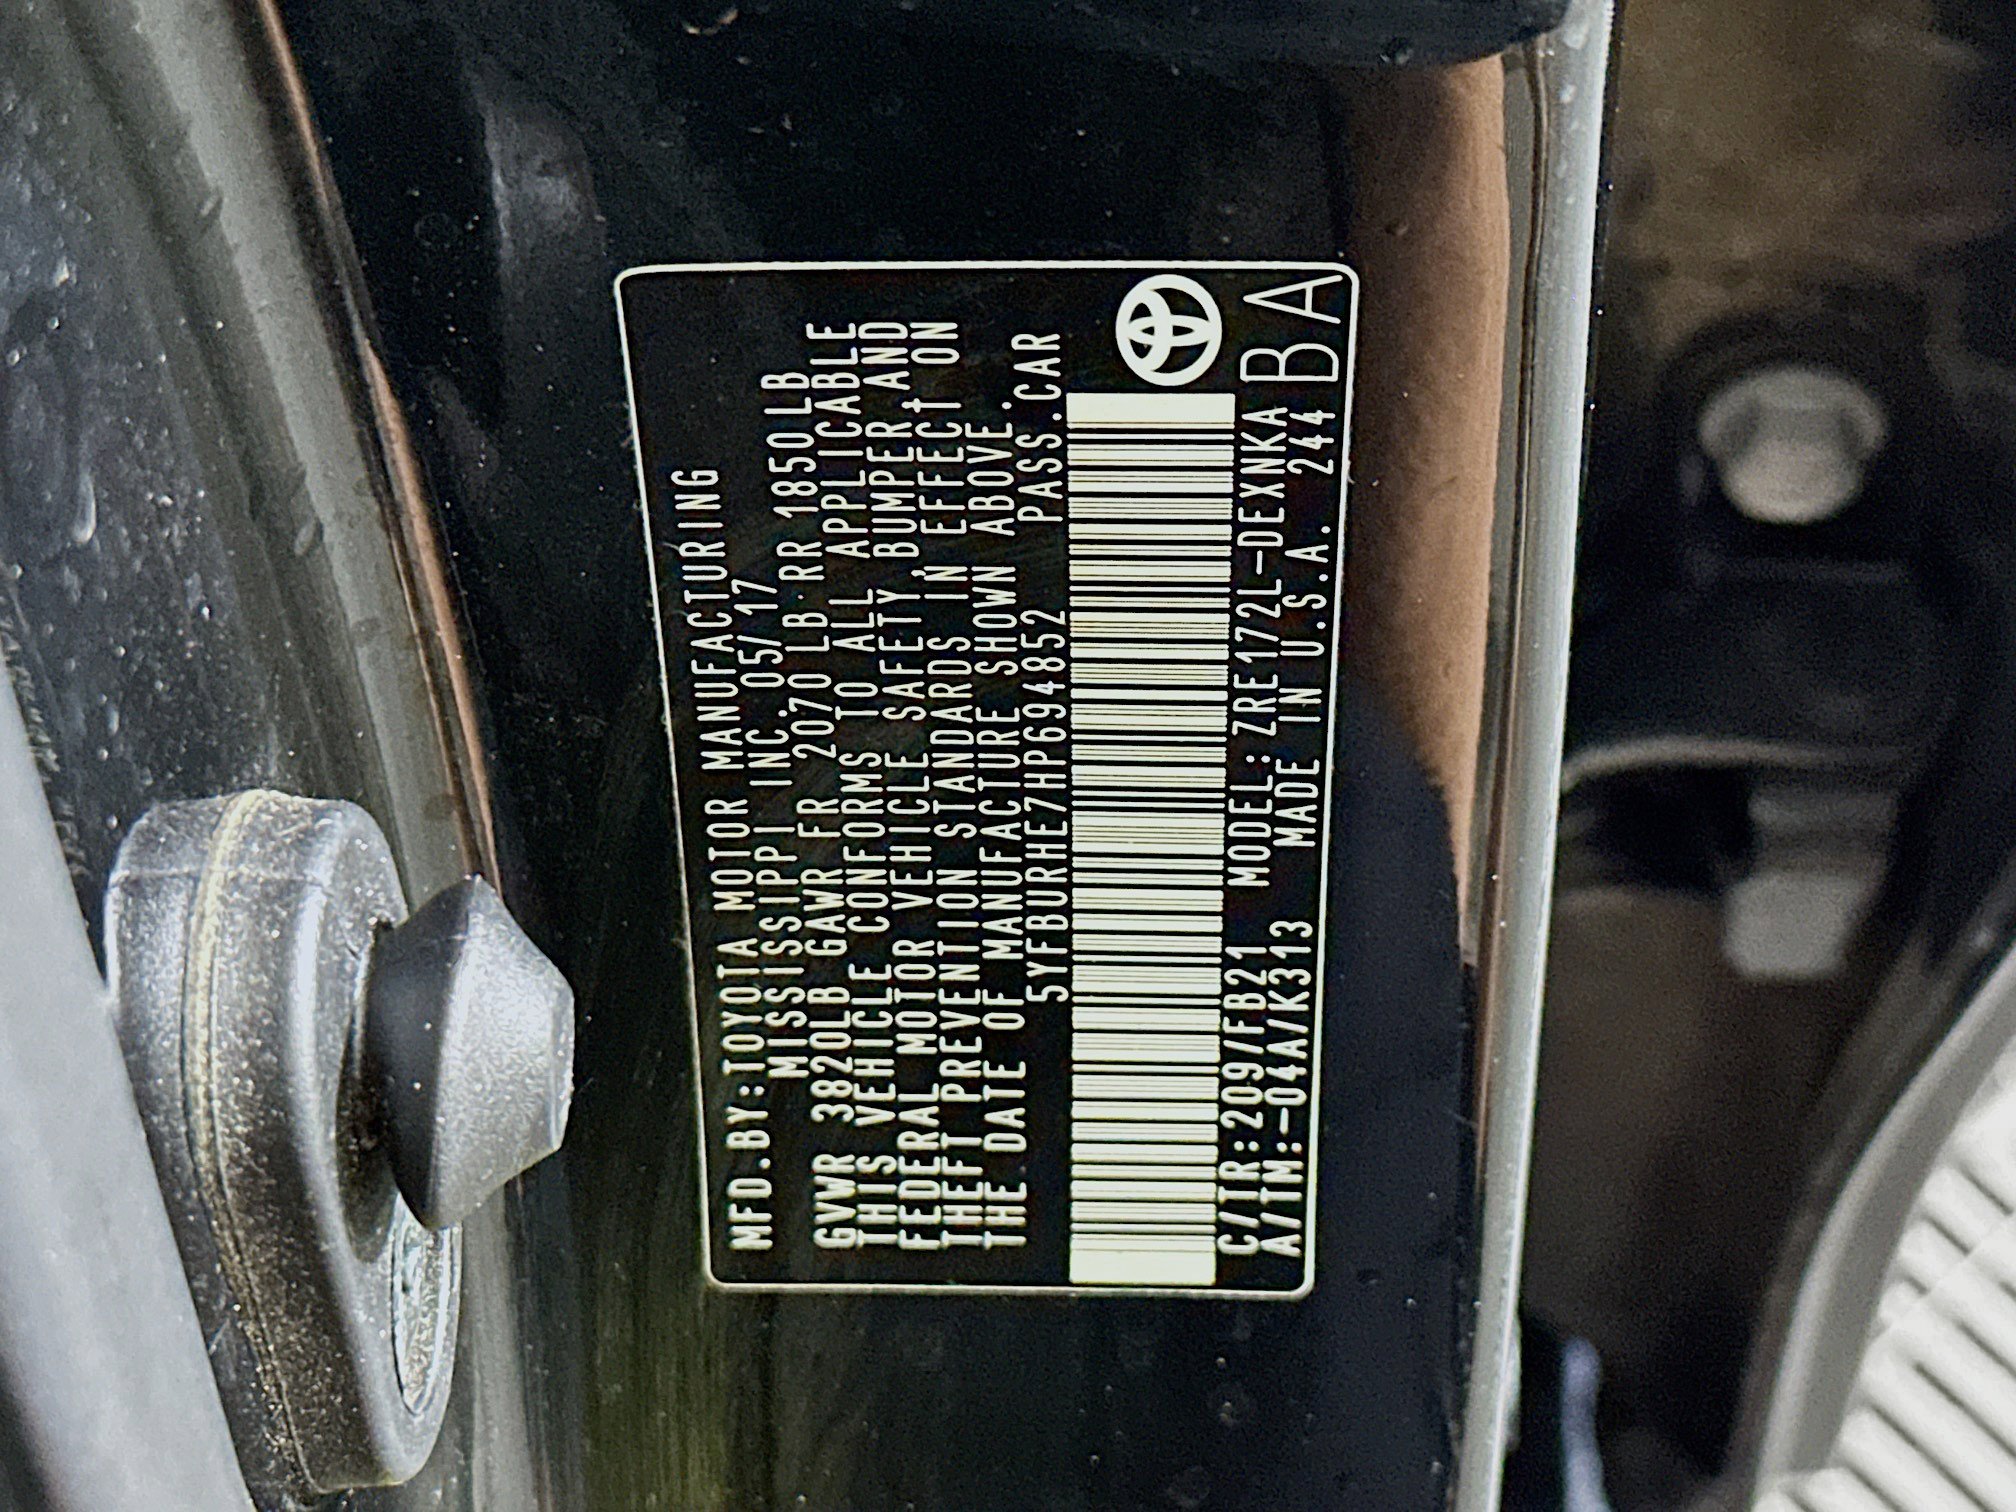 MFD.BY:TOYOTA MOTOR MANUFACTURING
MISSISSIPPI INC. 05/17
GVWR 3820LB GAWR FR 2070 LB RR 1850 LB
THIS VEHICLE CONFORMS TO ALL APPLICABLE
FEDERAL MOTOR VEHICLE SAFETY, BUMPER AND
THEFT PREVENTION STANDARDS IN EFFECT ON
THE DATE OF MANUFACTURE SHOWN ABOVE.
5YFBURHE7HP694852 PASS.CAR
C/TR:209/FB21 MODEL: ZRE172L-DEXNKA
A/TM:-04A/K313 MADE IN U.S.A. 244
BA